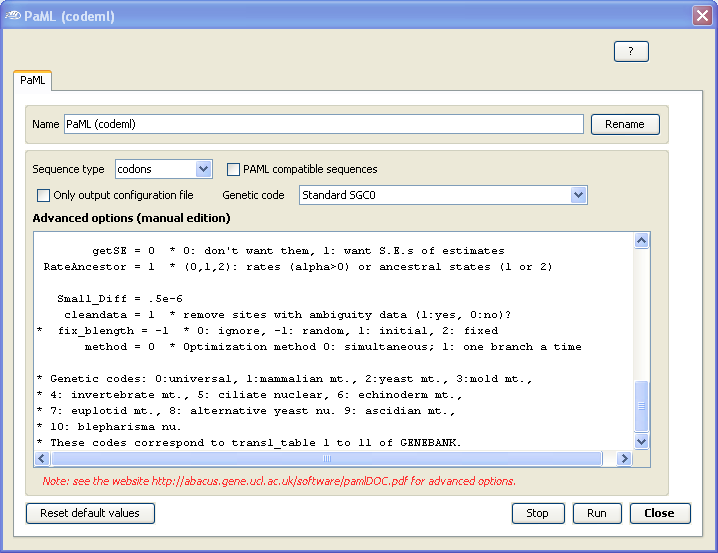 PaML (codeml)
?
PaML
Name PaML (codeml) Rename
Sequence type codons PAML compatible sequences
Only output configuration file Genetic code Standard SGC0
Advanced options (manual edition)
getSE = 0 * 0: don't want them, 1: want S.E.s of estimates
RateAncestor = 1 * (0,1,2): rates (alpha>0) or ancestral states (1 or 2)
Small_Diff = .5e-6
cleandata = 1 * remove sites with ambiguity data (1:yes, 0:no)?
* fix_blength = -1 * 0: ignore, -1: random, 1: initial, 2: fixed
method = 0 * Optimization method 0: simultaneous; 1: one branch a time
* Genetic codes: 0:universal, 1:mammalian mt., 2:yeast mt., 3:mold mt.,
* 4: invertebrate mt., 5: ciliate nuclear, 6: echinoderm mt.,
* 7: euplotid mt., 8: alternative yeast nu. 9: ascidian mt.,
* 10: blepharisma nu.
* These codes correspond to transl_table 1 to 11 of GENEBANK.
Note: see the website http://abacus.gene.ucl.ac.uk/software/pamlDOC.pdf for advanced options.
Reset default values Stop Run Close